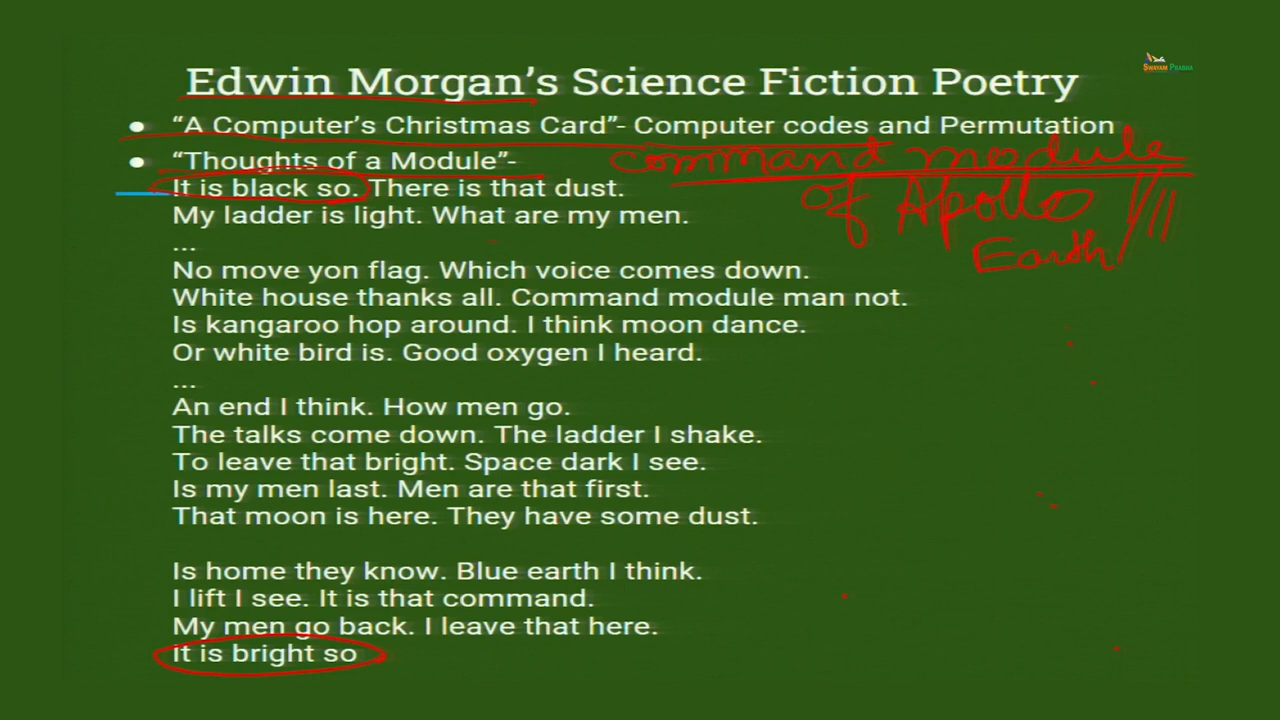 Edwin Morgan's Science Fiction Poetry
SWAYAM PRABHA
● "A Computer's Christmas Card"- Computer codes and Permutation
● "Thoughts of a Module"-
command module
of Apollo 11
Earth
It is black so. There is that dust.
My ladder is light. What are my men.
...
No move yon flag. Which voice comes down.
White house thanks all. Command module man not.
Is kangaroo hop around. I think moon dance.
Or white bird is. Good oxygen I heard.
...
An end I think. How men go.
The talks come down. The ladder I shake.
To leave that bright. Space dark I see.
Is my men last. Men are that first.
That moon is here. They have some dust.
Is home they know. Blue earth I think.
I lift I see. It is that command.
My men go back. I leave that here.
It is bright so